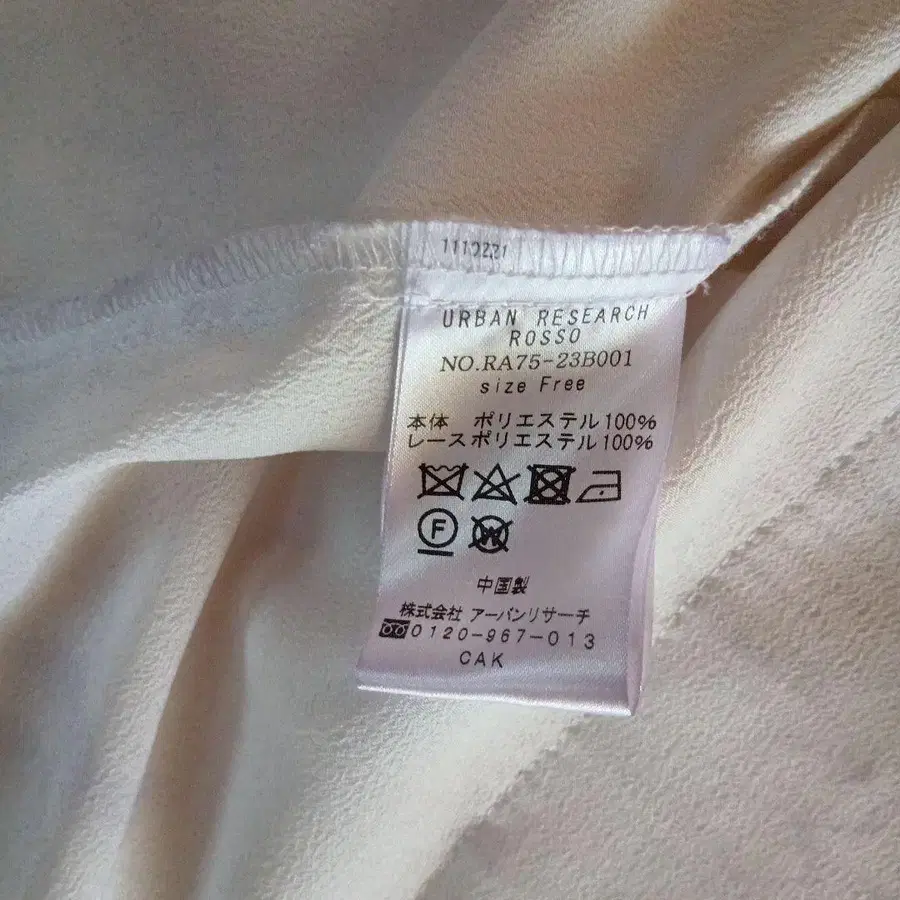 1110221
URBAN RESEARCH
ROSSO
NO.RA75-23B001
size Free
本体 ポリエステル100%
レースポリエステル100%
F W
中国製
株式会社 アーバンリサーチ
0120-967-013
CAK